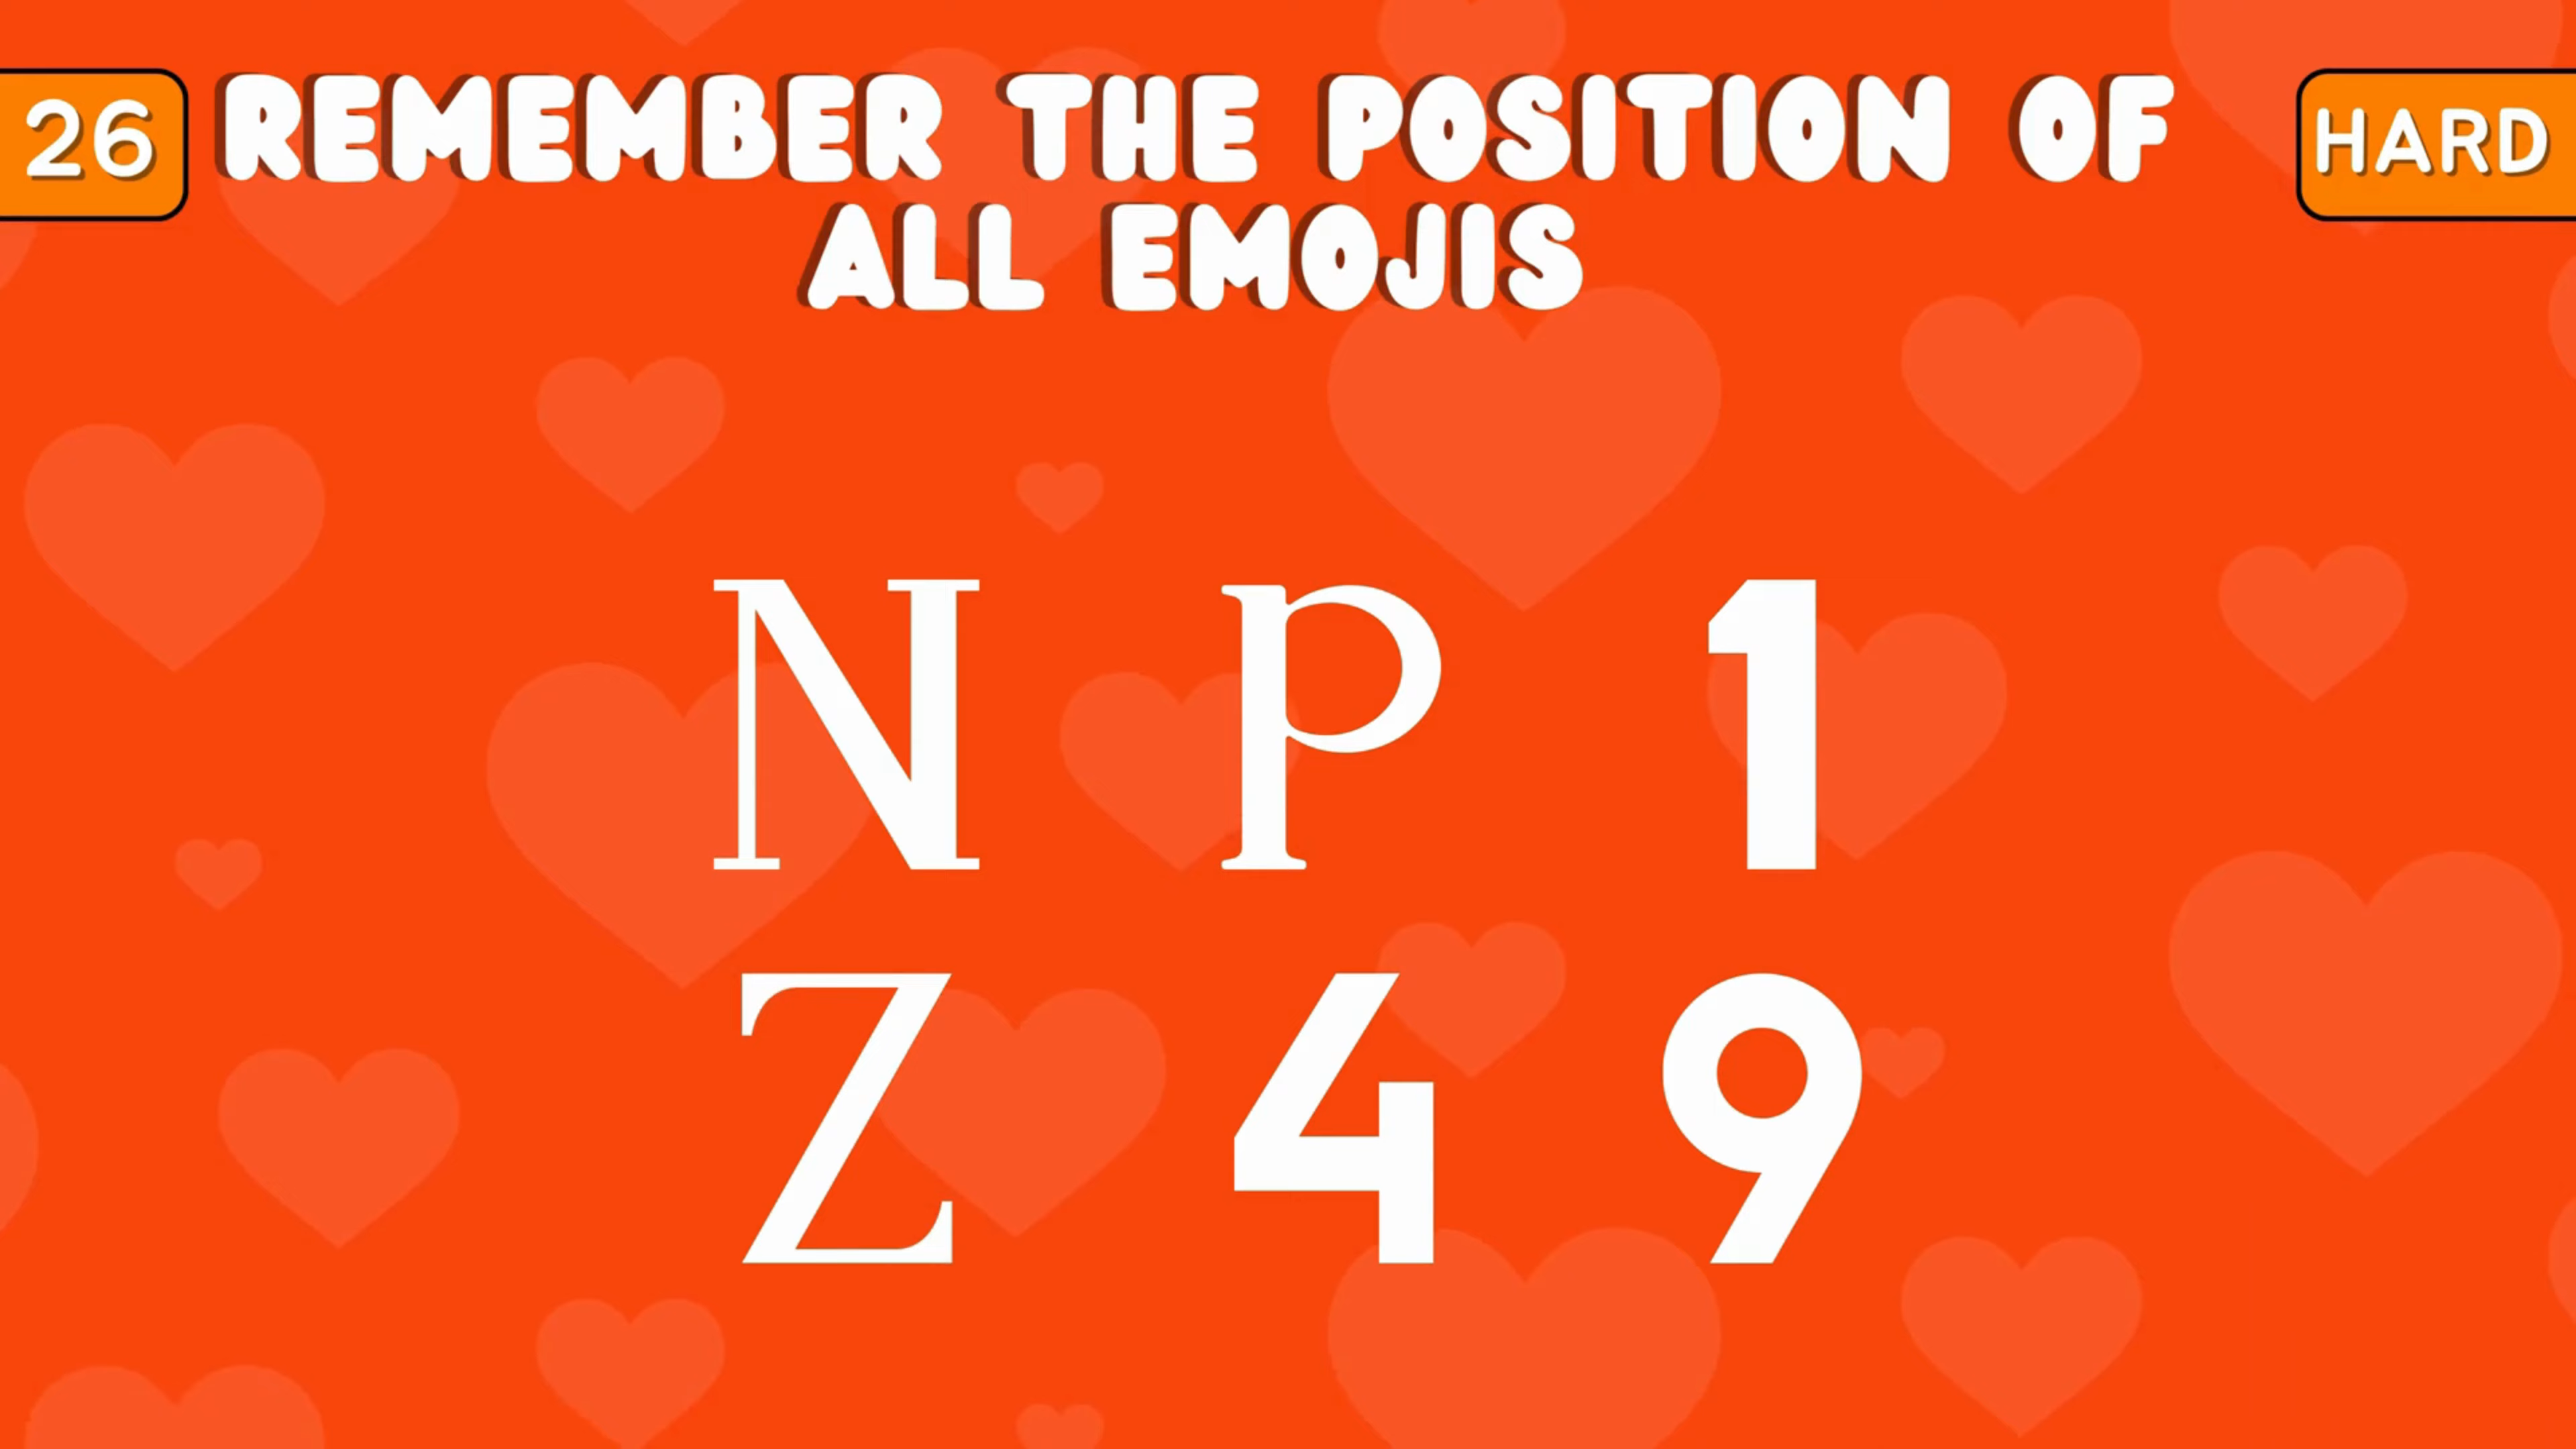 26
REMEMBER THE POSITION OF
ALL EMOJIS
HARD
N P 1
Z 4 9